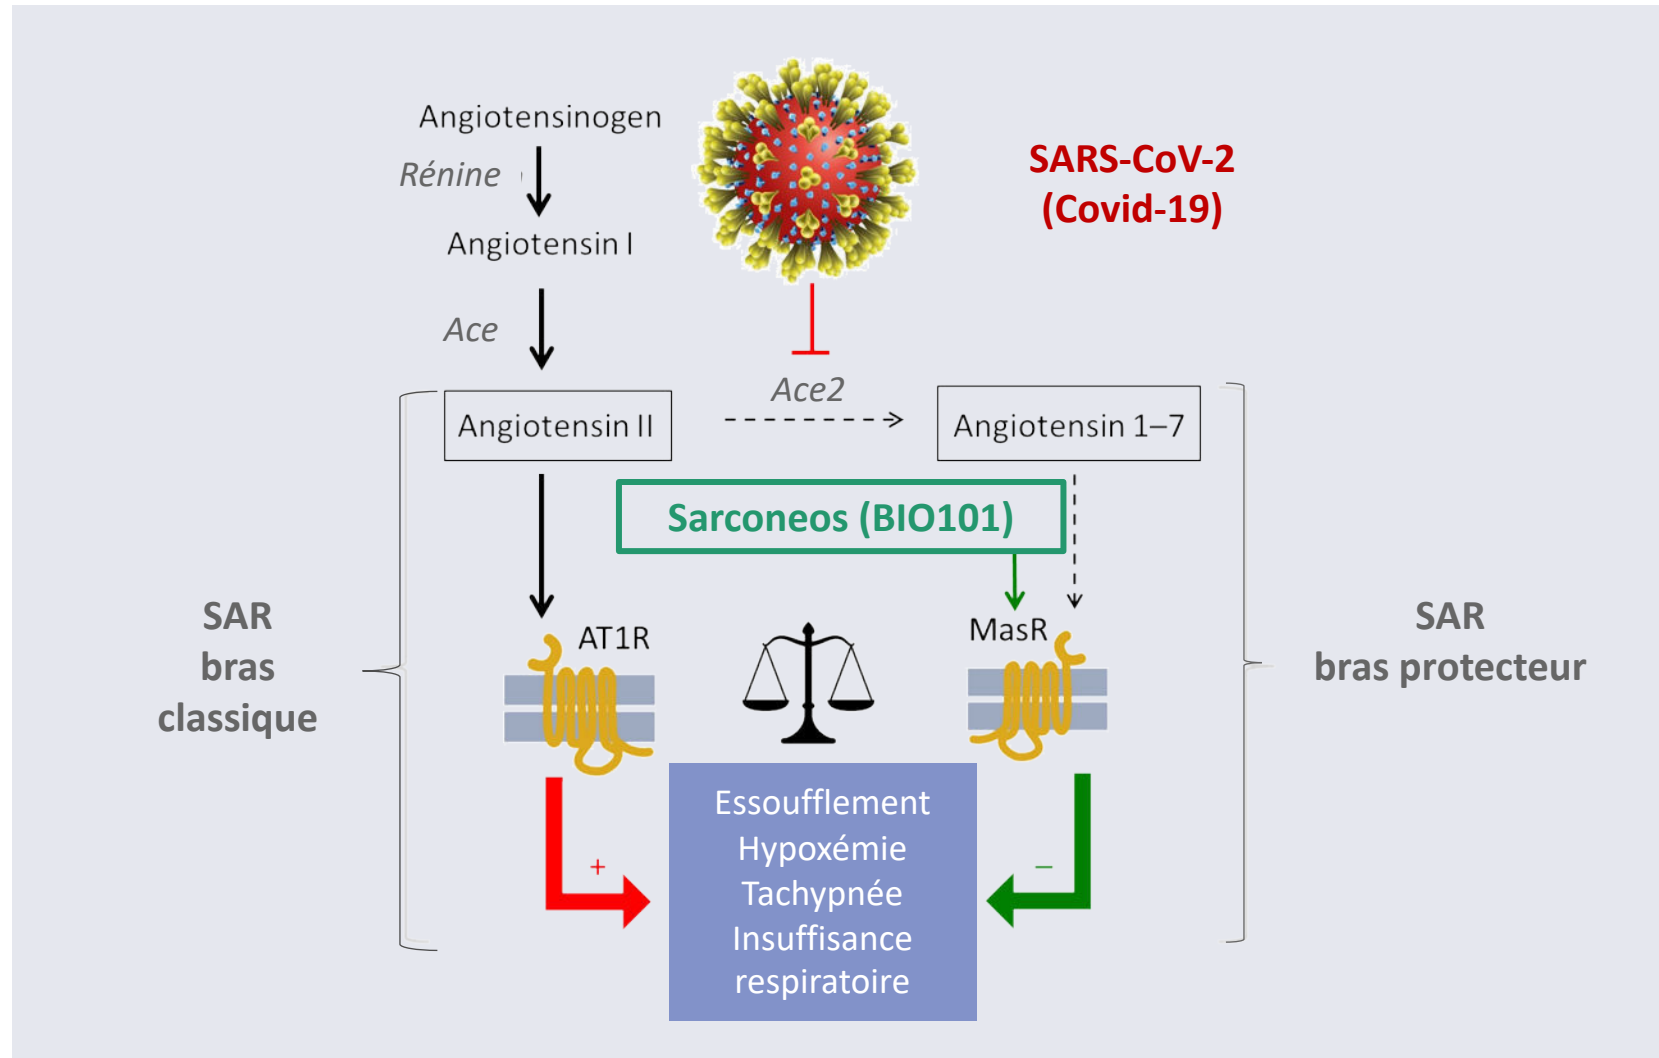 Angiotensinogen
Rénine
Angiotensin I
SARS-CoV-2
(Covid-19)
Ace
Ace2
Angiotensin II
Angiotensin 1–7
Sarconeos (BIO101)
SAR
bras
classique
AT1R
MasR
SAR
bras protecteur
+
–
Essoufflement
Hypoxémie
Tachypnée
Insuffisance
respiratoire